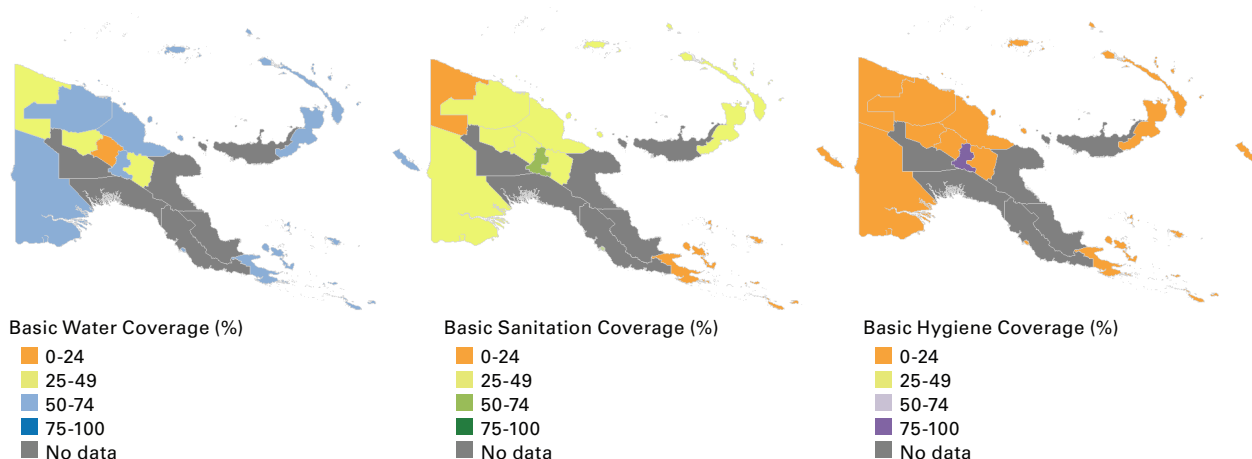 Basic Water Coverage (%)
0-24
25-49
50-74
75-100
No data
Basic Sanitation Coverage (%)
0-24
25-49
50-74
75-100
No data
Basic Hygiene Coverage (%)
0-24
25-49
50-74
75-100
No data